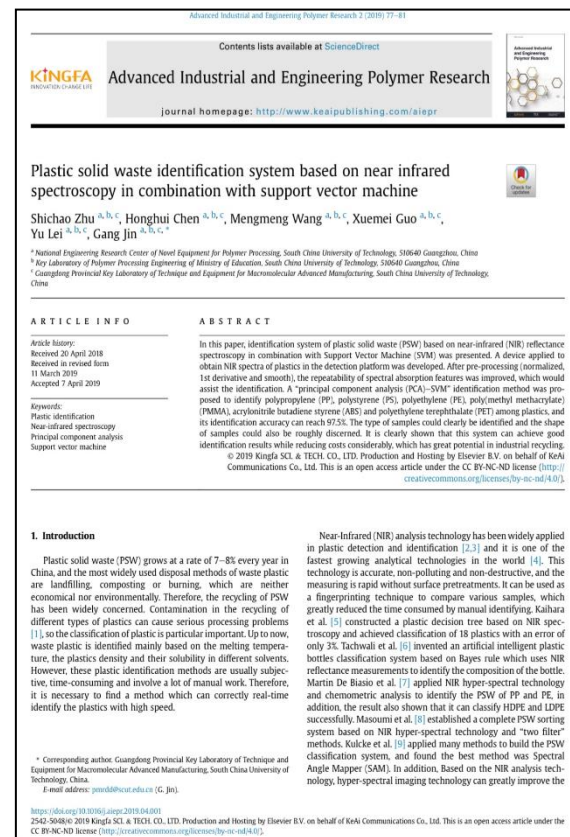 Advanced Industrial and Engineering Polymer Research 2 (2019) 77–81
Contents lists available at ScienceDirect
KINGFA
INNOVATION CHANGE LIFE
Advanced Industrial and Engineering Polymer Research
journal homepage: http://www.keaipublishing.com/aiepr
Advanced Industrial
and Engineering
Polymer Research
Plastic solid waste identification system based on near infrared
spectroscopy in combination with support vector machine
Check for
updates
Shichao Zhu a, b, c, Honghui Chen a, b, c, Mengmeng Wang a, b, c, Xuemei Guo a, b, c,
Yu Lei a, b, c, Gang Jin a, b, c, *
a National Engineering Research Center of Novel Equipment for Polymer Processing, South China University of Technology, 510640 Guangzhou, China
b Key Laboratory of Polymer Processing Engineering of Ministry of Education, South China University of Technology, 510640 Guangzhou, China
c Guangdong Provincial Key Laboratory of Technique and Equipment for Macromolecular Advanced Manufacturing, South China University of Technology,
China
ARTICLE INFO
Article history:
Received 20 April 2018
Received in revised form
11 March 2019
Accepted 7 April 2019
Keywords:
Plastic identification
Near-infrared spectroscopy
Principal component analysis
Support vector machine
ABSTRACT
In this paper, identification system of plastic solid waste (PSW) based on near-infrared (NIR) reflectance
spectroscopy in combination with Support Vector Machine (SVM) was presented. A device applied to
obtain NIR spectra of plastics in the detection platform was developed. After pre-processing (normalized,
1st derivative and smooth), the repeatability of spectral absorption features was improved, which would
assist the identification. A "principal component analysis (PCA)–SVM" identification method was pro-
posed to identify polypropylene (PP), polystyrene (PS), polyethylene (PE), poly(methyl methacrylate)
(PMMA), acrylonitrile butadiene styrene (ABS) and polyethylene terephthalate (PET) among plastics, and
its identification accuracy can reach 97.5%. The type of samples could clearly be identified and the shape
of samples could also be roughly discerned. It is clearly shown that this system can achieve good
identification results while reducing costs considerably, which has great potential in industrial recycling.
© 2019 Kingfa SCI. & TECH. CO., LTD. Production and Hosting by Elsevier B.V. on behalf of KeAi
Communications Co., Ltd. This is an open access article under the CC BY-NC-ND license (http://
creativecommons.org/licenses/by-nc-nd/4.0/).
1. Introduction
Plastic solid waste (PSW) grows at a rate of 7–8% every year in
China, and the most widely used disposal methods of waste plastic
are landfilling, composting or burning, which are neither
economical nor environmentally. Therefore, the recycling of PSW
has been widely concerned. Contamination in the recycling of
different types of plastics can cause serious processing problems
[1], so the classification of plastic is particular important. Up to now,
waste plastic is identified mainly based on the melting tempera-
ture, the plastics density and their solubility in different solvents.
However, these plastic identification methods are usually subjec-
tive, time-consuming and involve a lot of manual work. Therefore,
it is necessary to find a method which can correctly real-time
identify the plastics with high speed.
* Corresponding author. Guangdong Provincial Key Laboratory of Technique and
Equipment for Macromolecular Advanced Manufacturing, South China University of
Technology, China.
E-mail address: pmrdd@scut.edu.cn (G. Jin).
Near-Infrared (NIR) analysis technology has been widely applied
in plastic detection and identification [2,3] and it is one of the
fastest growing analytical technologies in the world [4]. This
technology is accurate, non-polluting and non-destructive, and the
measuring is rapid without surface pretreatments. It can be used as
a fingerprinting technique to compare various samples, which
greatly reduced the time consumed by manual identifying. Kaihara
et al. [5] constructed a plastic decision tree based on NIR spec-
troscopy and achieved classification of 18 plastics with an error of
only 3%. Tachwali et al. [6] invented an artificial intelligent plastic
bottles classification system based on Bayes rule which uses NIR
reflectance measurements to identify the composition of the bottle.
Martin De Biasio et al. [7] applied NIR hyper-spectral technology
and chemometric analysis to identify the PSW of PP and PE, in
addition, the result also shown that it can classify HDPE and LDPE
successfully. Masoumi et al. [8] established a complete PSW sorting
system based on NIR hyper-spectral technology and "two filter"
methods. Kulcke et al. [9] applied many methods to build the PSW
classification system, and found the best method was Spectral
Angle Mapper (SAM). In addition, Based on the NIR analysis tech-
nology, hyper-spectral imaging technology can greatly improve the
https://doi.org/10.1016/j.aiepr.2019.04.001
2542-5048/© 2019 Kingfa SCI. & TECH. CO., LTD. Production and Hosting by Elsevier B.V. on behalf of KeAi Communications Co., Ltd. This is an open access article under the
CC BY-NC-ND license (http://creativecommons.org/licenses/by-nc-nd/4.0/).